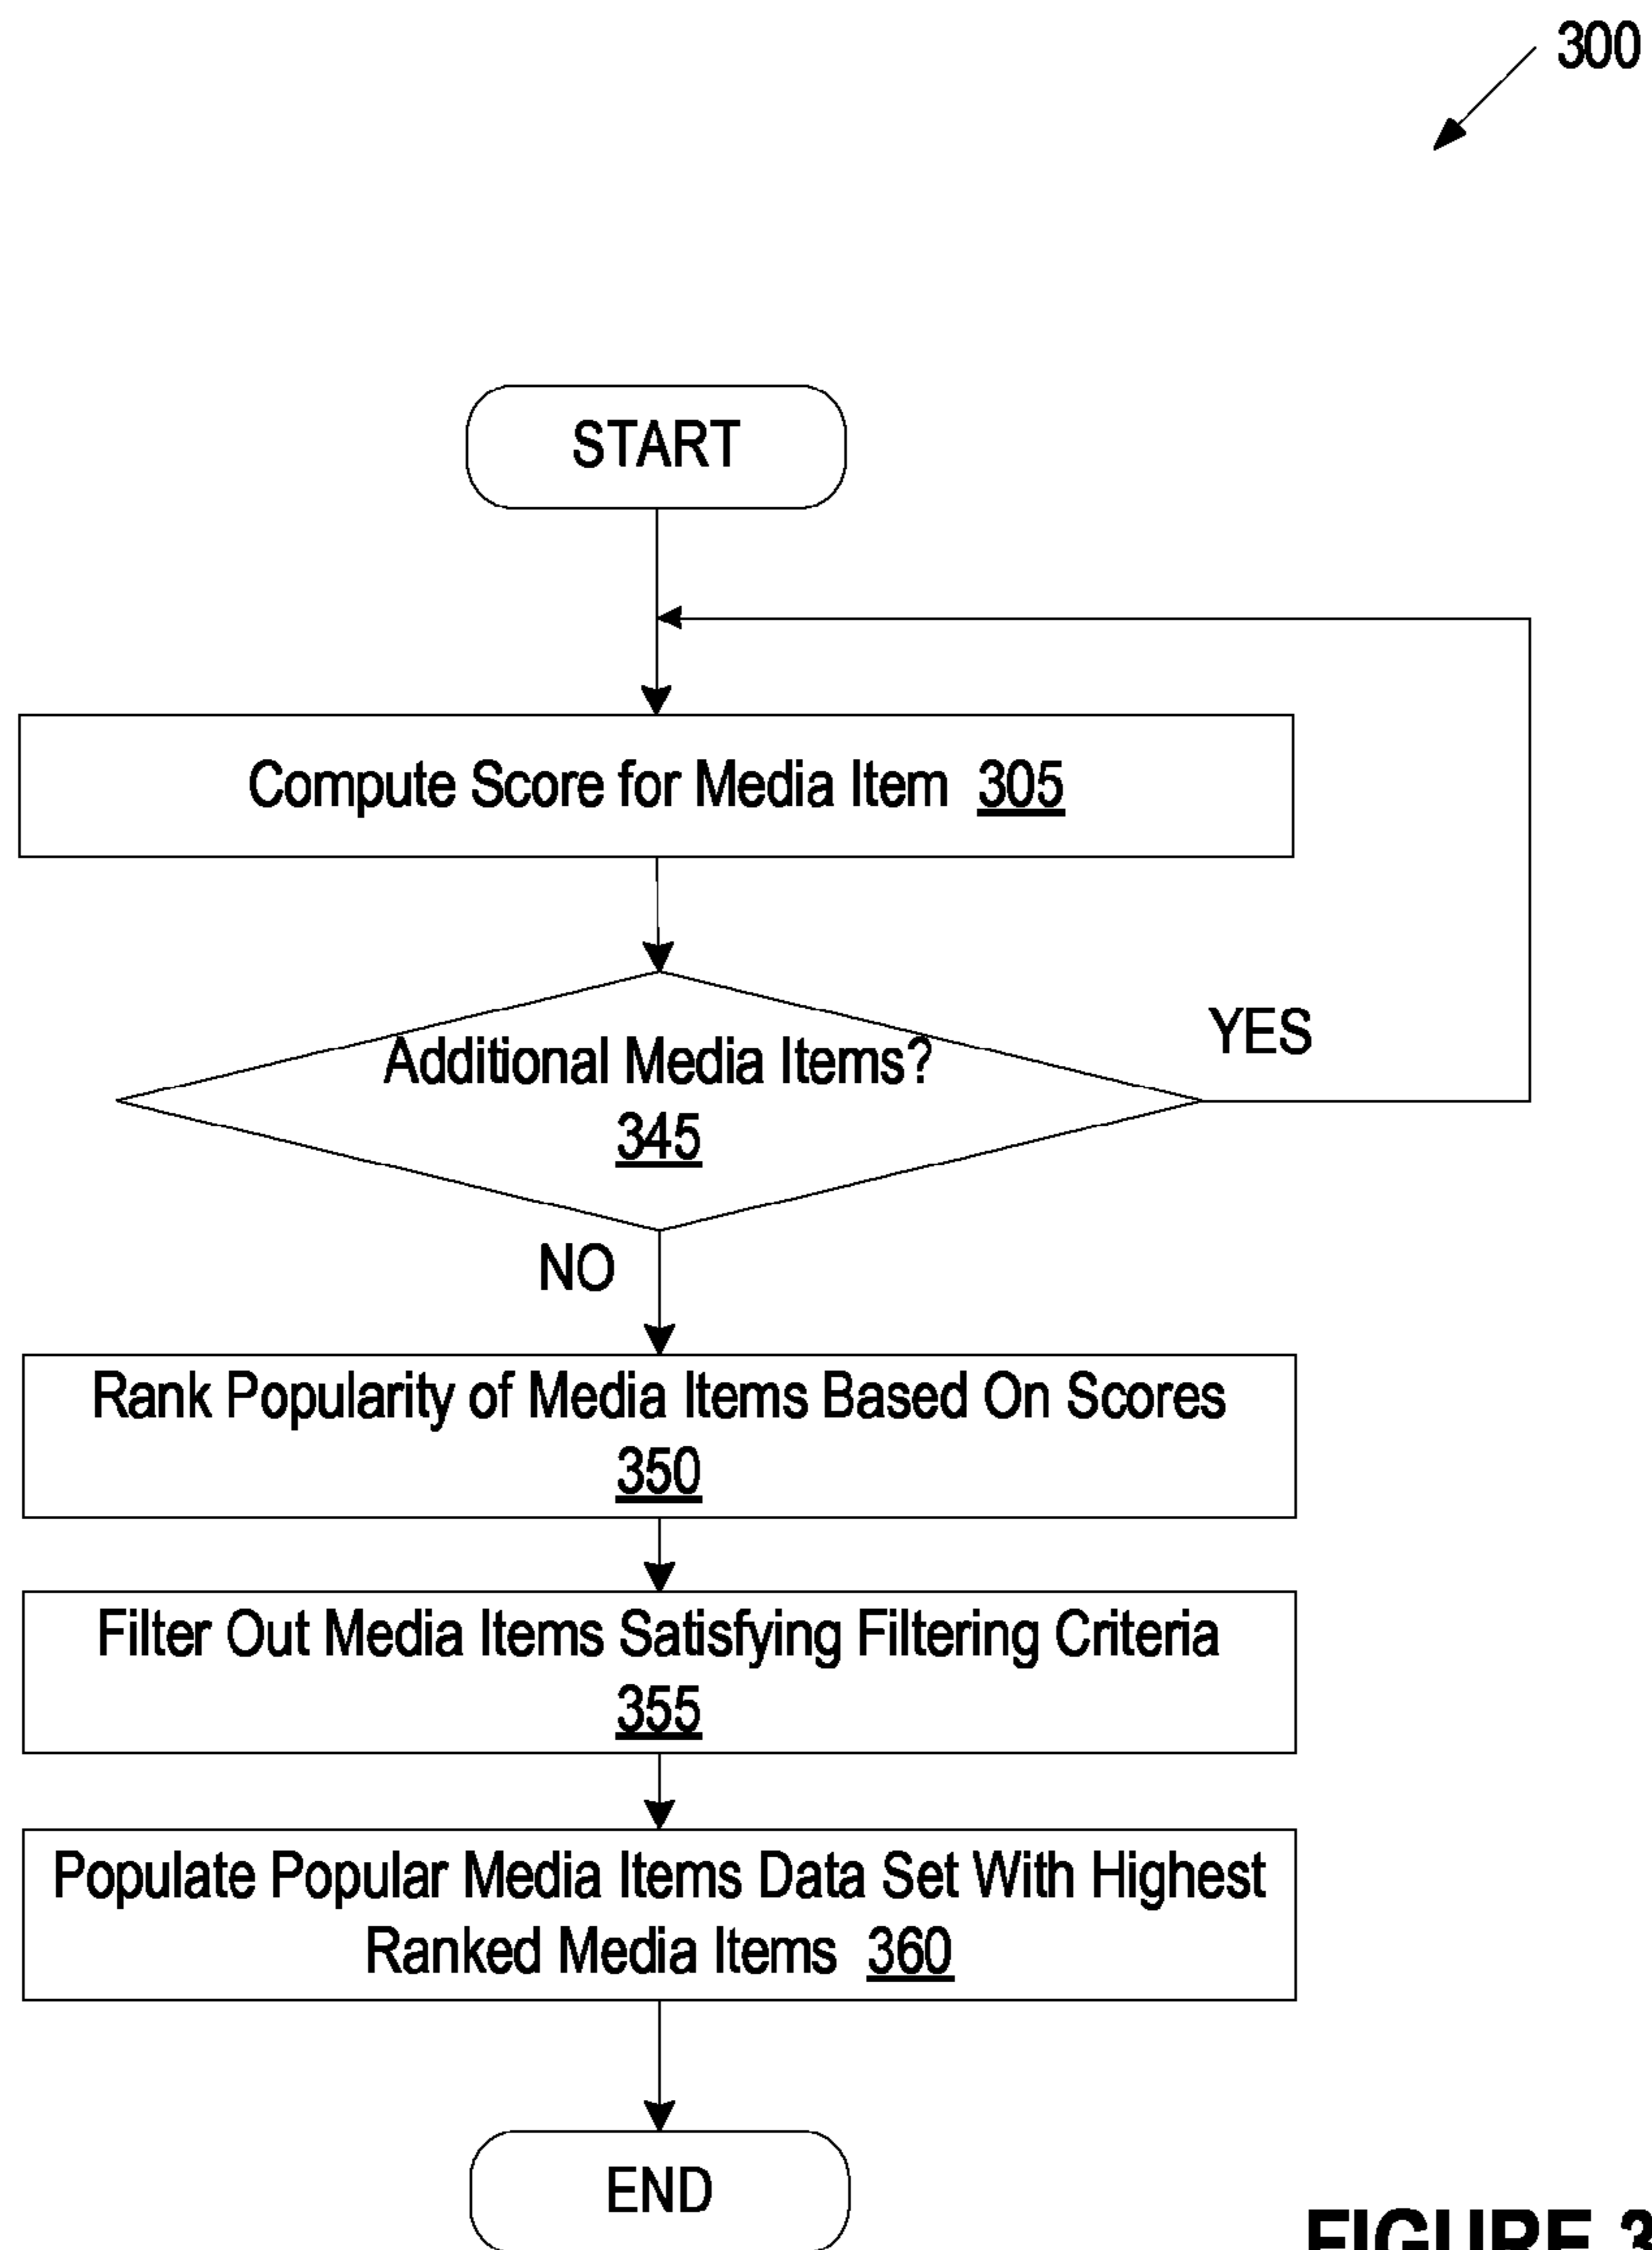 300
START
Compute Score for Media Item 305
Additional Media Items?
345
YES
NO
Rank Popularity of Media Items Based On Scores
350
Filter Out Media Items Satisfying Filtering Criteria
355
Populate Popular Media Items Data Set With Highest
Ranked Media Items 360
END
FIGURE 3